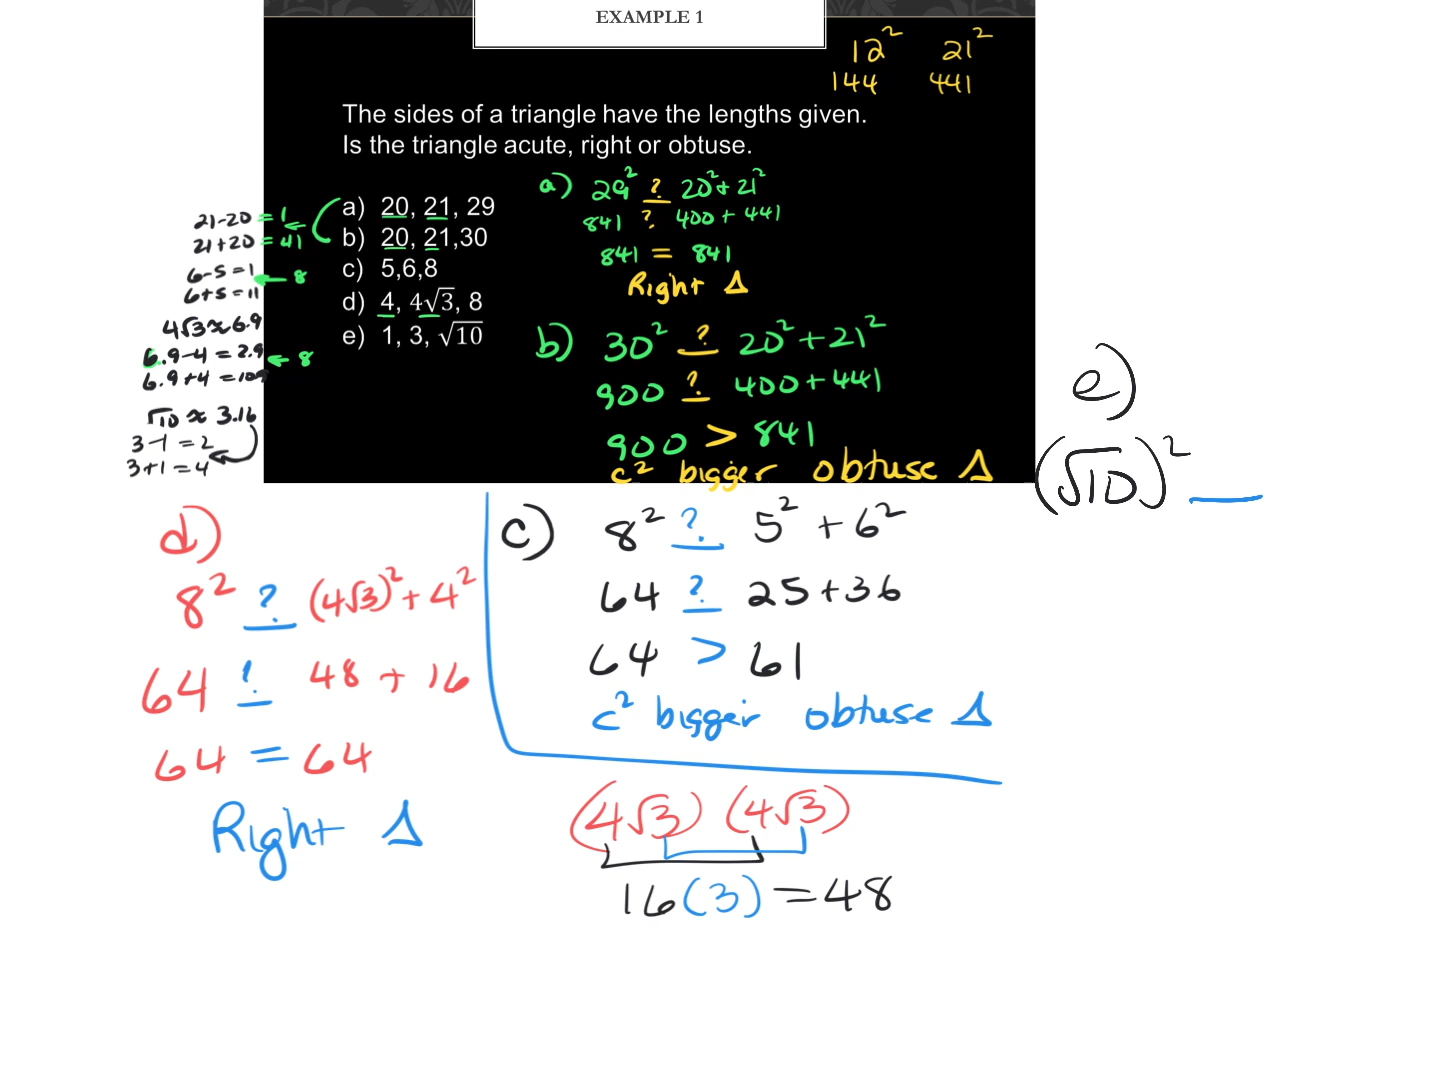 EXAMPLE 1
12² 21²
144 441
The sides of a triangle have the lengths given.
Is the triangle acute, right or obtuse.
a) 20, 21, 29
b) 20, 21,30
c) 5,6,8
d) 4, 4√3, 8
e) 1, 3, √10
21-20 = 1
21+20 = 41
6-5 = 1 ← 8
6+5 = 11
4√3 ≈ 6.9
6.9-4 = 2.9 ← 8
6.9+4 = 10.9
√10 ≈ 3.16
3-1 = 2
3+1 = 4
a) 29² ? 20² + 21²
841 ? 400 + 441
841 = 841
Right Δ
b) 30² ? 20² + 21²
900 ? 400 + 441
900 > 841
c² bigger obtuse Δ
c) 8² ? 5² + 6²
64 ? 25 + 36
64 > 61
c² bigger obtuse Δ
d)
8² ? (4√3)² + 4²
64 ? 48 + 16
64 = 64
Right Δ
(4√3) (4√3)
16(3) = 48
e)
(√10)² __